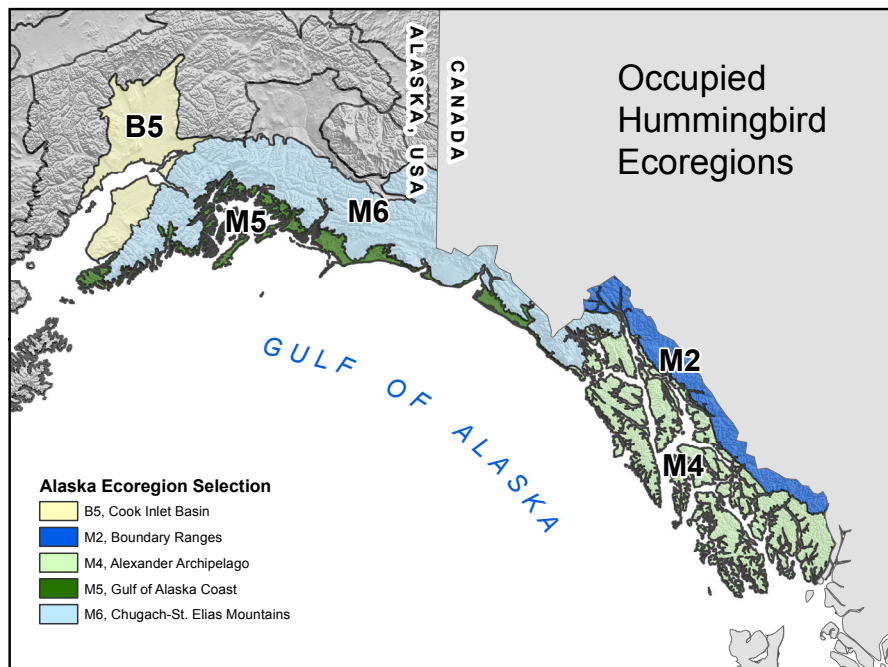 Occupied
Hummingbird
Ecoregions
ALASKA, USA
CANADA
B5
M5
M6
M2
M4
GULF OF ALASKA
Alaska Ecoregion Selection
B5, Cook Inlet Basin
M2, Boundary Ranges
M4, Alexander Archipelago
M5, Gulf of Alaska Coast
M6, Chugach-St. Elias Mountains